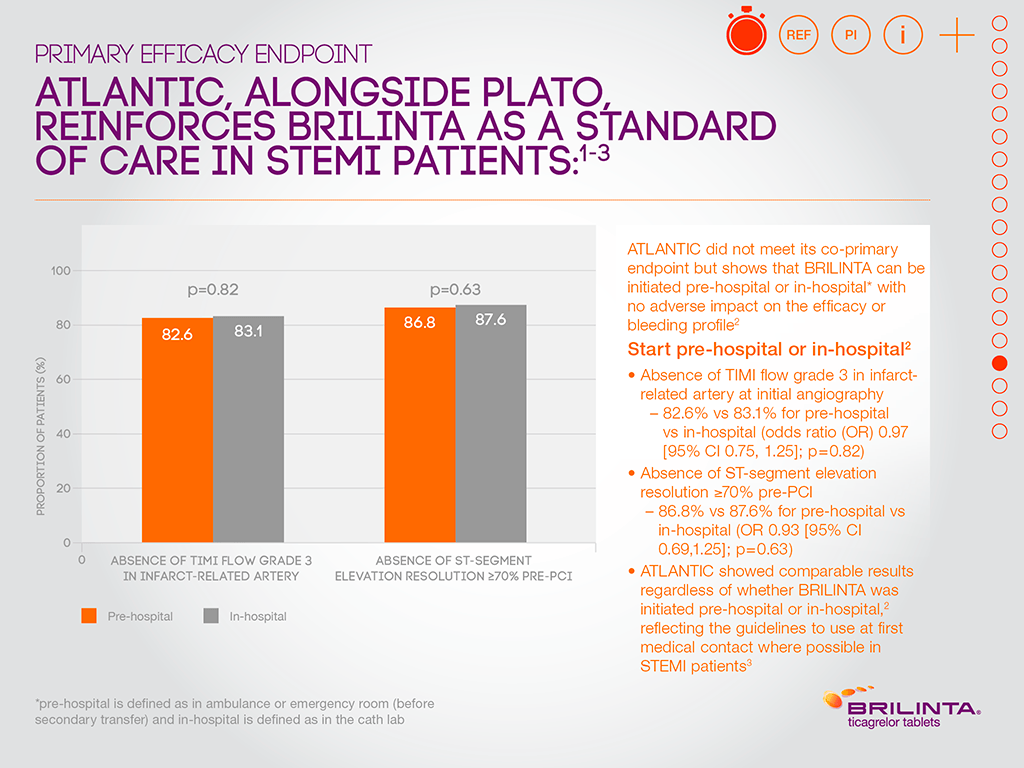 REF
PI
i
PRIMARY EFFICACY ENDPOINT
ATLANTIC, ALONGSIDE PLATO,
REINFORCES BRILINTA AS A STANDARD
OF CARE IN STEMI PATIENTS:1-3
PROPORTION OF PATIENTS (%)
100
80
60
40
20
0
0
p=0.82
p=0.63
82.6
83.1
86.8
87.6
ABSENCE OF TIMI FLOW GRADE 3
IN INFARCT-RELATED ARTERY
ABSENCE OF ST-SEGMENT
ELEVATION RESOLUTION ≥70% PRE-PCI
Pre-hospital
In-hospital
ATLANTIC did not meet its co-primary
endpoint but shows that BRILINTA can be
initiated pre-hospital or in-hospital* with
no adverse impact on the efficacy or
bleeding profile2
Start pre-hospital or in-hospital2
• Absence of TIMI flow grade 3 in infarct-
related artery at initial angiography
– 82.6% vs 83.1% for pre-hospital
vs in-hospital (odds ratio (OR) 0.97
[95% CI 0.75, 1.25]; p=0.82)
• Absence of ST-segment elevation
resolution ≥70% pre-PCI
– 86.8% vs 87.6% for pre-hospital vs
in-hospital (OR 0.93 [95% CI
0.69,1.25]; p=0.63)
• ATLANTIC showed comparable results
regardless of whether BRILINTA was
initiated pre-hospital or in-hospital,2
reflecting the guidelines to use at first
medical contact where possible in
STEMI patients3
*pre-hospital is defined as in ambulance or emergency room (before
secondary transfer) and in-hospital is defined as in the cath lab
BRILINTA®
ticagrelor tablets